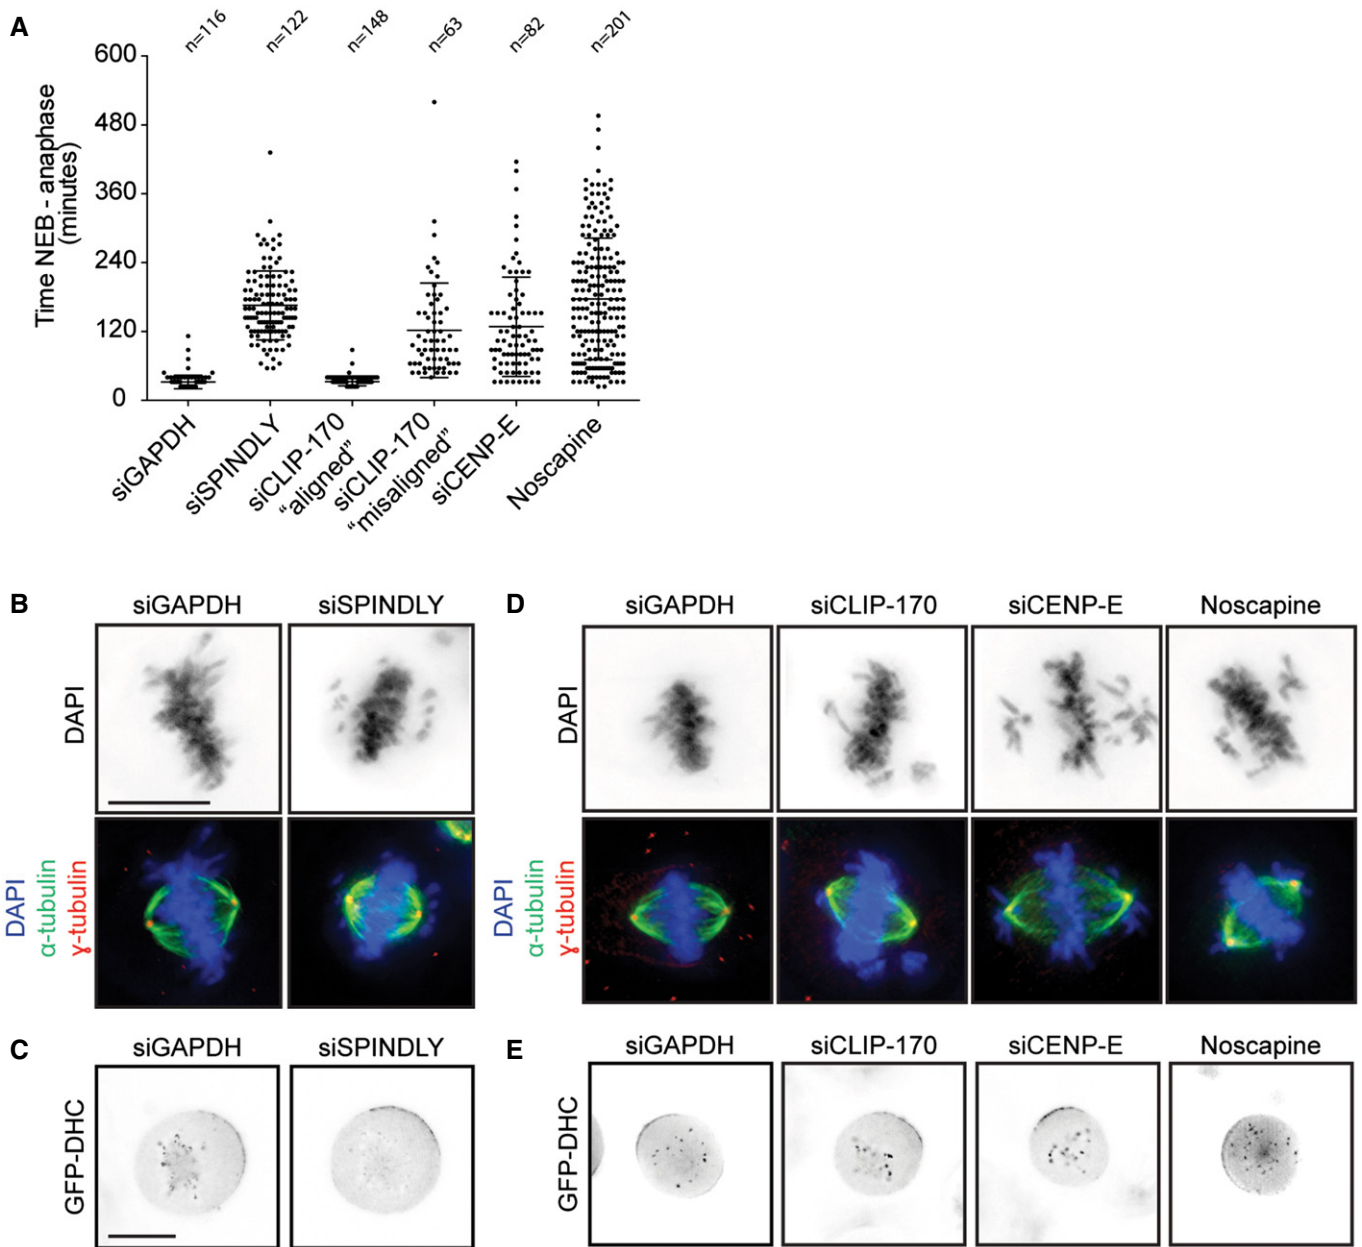 A
n=116
n=122
n=148
n=63
n=82
n=201
Time NEB - anaphase
(minutes)
600
480
360
240
120
0
siGAPDH
siSPINDLY
siCLIP-170
“aligned”
siCLIP-170
“misaligned”
siCENP-E
Noscapine
B
siGAPDH
siSPINDLY
DAPI
DAPI
α-tubulin
γ-tubulin
D
siGAPDH
siCLIP-170
siCENP-E
Noscapine
DAPI
DAPI
α-tubulin
γ-tubulin
C
siGAPDH
siSPINDLY
GFP-DHC
E
siGAPDH
siCLIP-170
siCENP-E
Noscapine
GFP-DHC